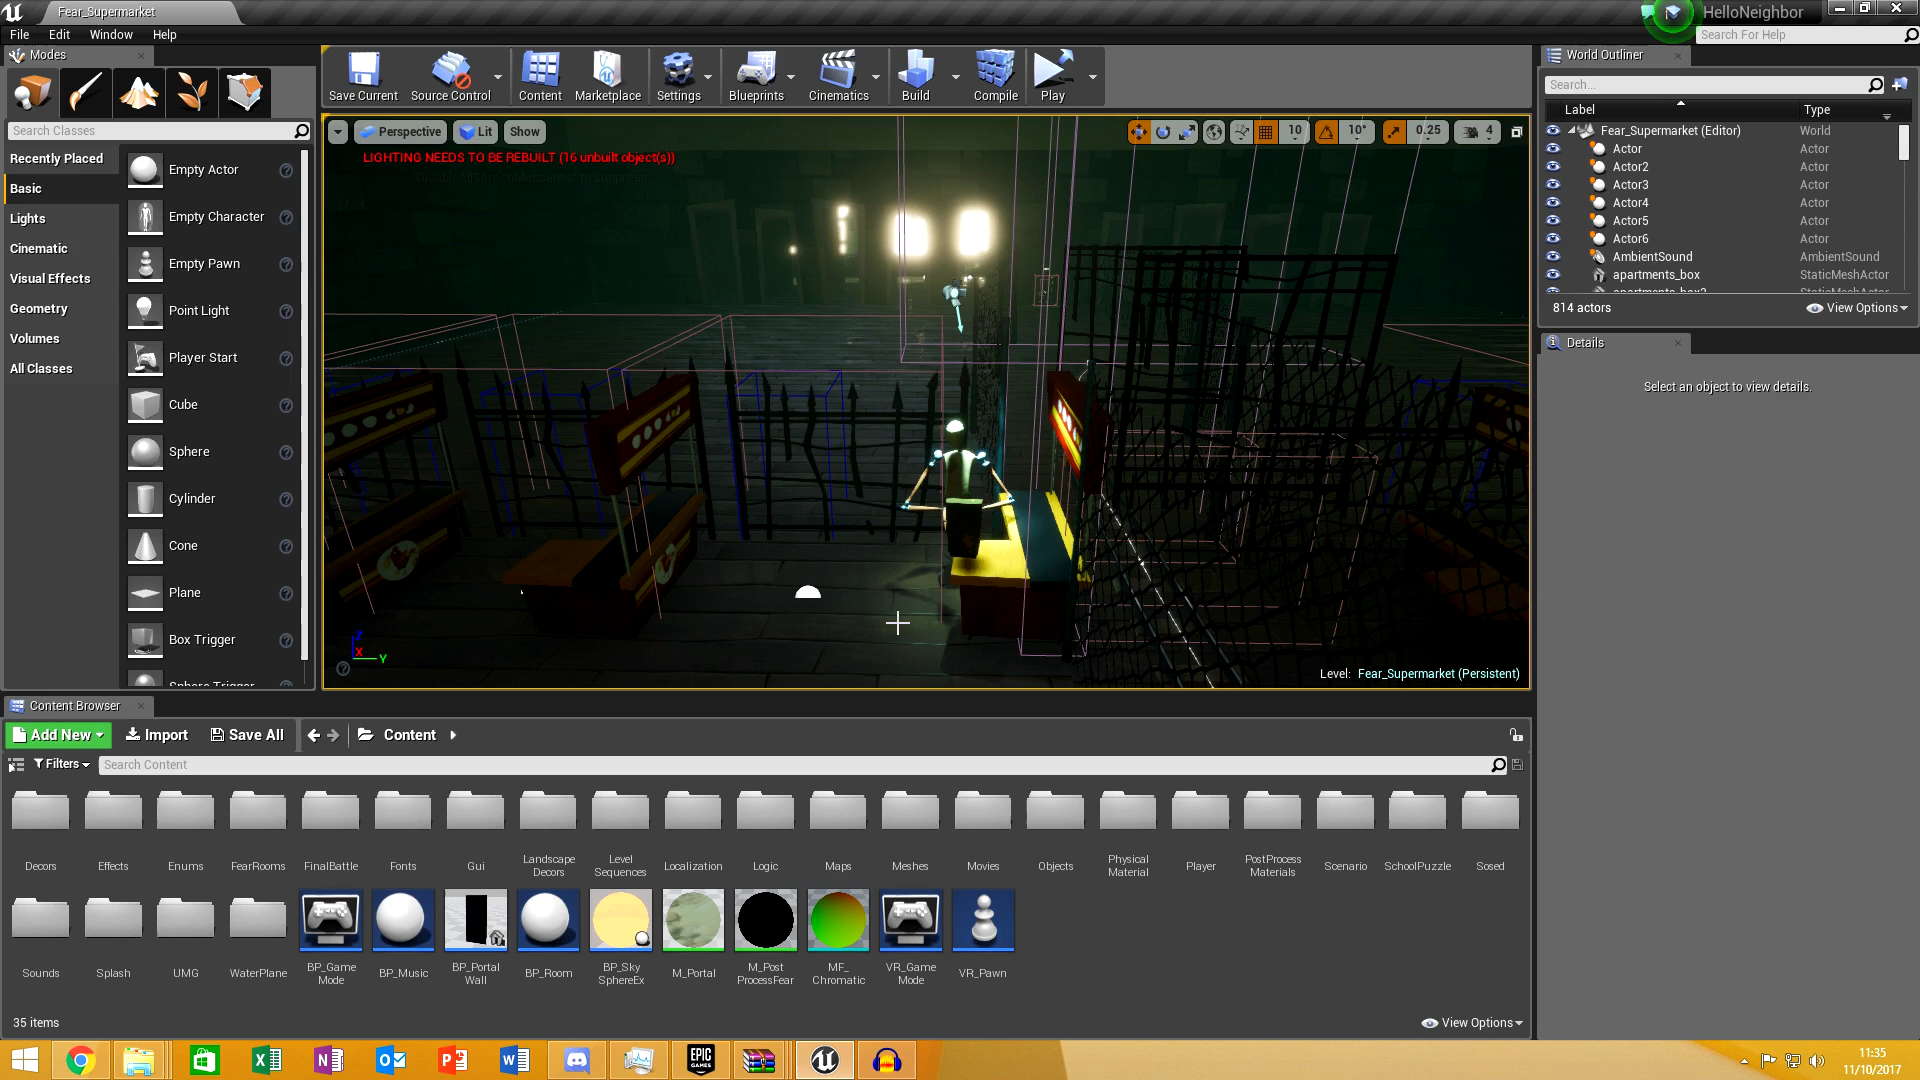 Fear_Supermarket
HelloNeighbor
File Edit Window Help
Search For Help
Modes
Search Classes
Recently Placed
Basic
Lights
Cinematic
Visual Effects
Geometry
Volumes
All Classes
Empty Actor
Empty Character
Empty Pawn
Point Light
Player Start
Cube
Sphere
Cylinder
Cone
Plane
Box Trigger
Sphere Trigger
Save Current Source Control Content Marketplace Settings Blueprints Cinematics Build Compile Play
Perspective Lit Show 10 10° 0.25 4
LIGHTING NEEDS TO BE REBUILT (16 unbuilt object(s))
'DisableAllScreenMessages' to suppress
Z
X Y
Level: Fear_Supermarket (Persistent)
World Outliner
Search...
Label Type
Fear_Supermarket (Editor) World
Actor Actor
Actor2 Actor
Actor3 Actor
Actor4 Actor
Actor5 Actor
Actor6 Actor
AmbientSound AmbientSound
apartments_box StaticMeshActor
apartments_box2 StaticMeshActor
814 actors View Options
Details
Select an object to view details.
Content Browser
Add New Import Save All Content
Filters Search Content
Decors Effects Enums FearRooms FinalBattle Fonts Gui Landscape Decors Level Sequences Localization Logic Maps Meshes Movies Objects Physical Material Player PostProcess Materials Scenario SchoolPuzzle Sosed
Sounds Splash UMG WaterPlane BP_Game Mode BP_Music BP_Portal Wall BP_Room BP_Sky SphereEx M_Portal M_Post ProcessFear MF_ Chromatic VR_Game Mode VR_Pawn
35 items View Options
EPIC GAMES
11:35
11/10/2017